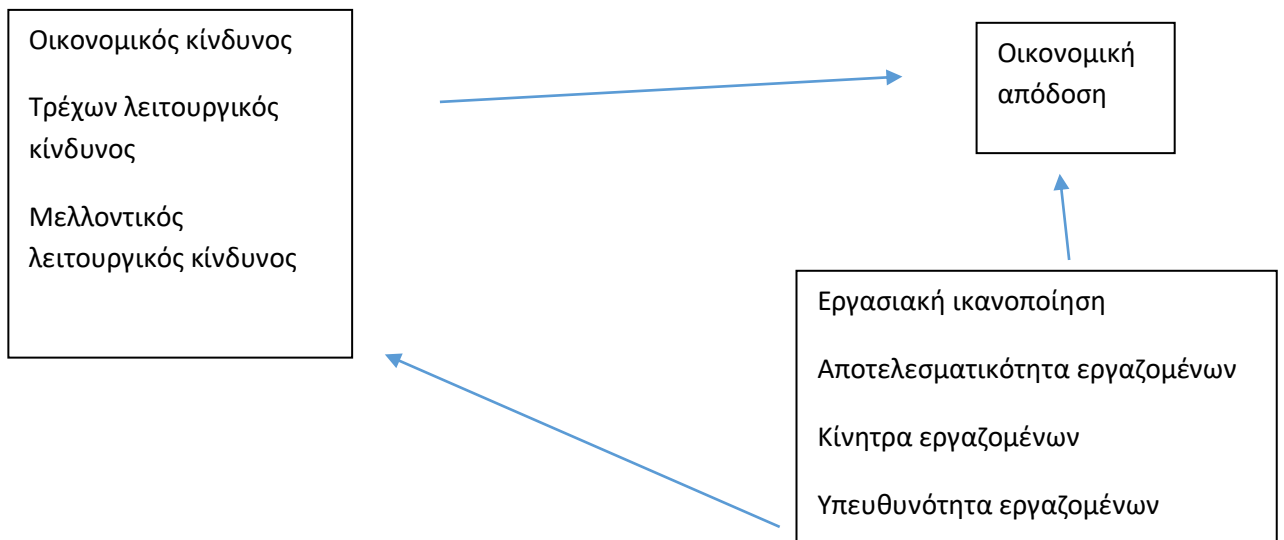 Οικονομικός κίνδυνος
Τρέχων λειτουργικός
κίνδυνος
Μελλοντικός
λειτουργικός κίνδυνος
Οικονομική
απόδοση
Εργασιακή ικανοποίηση
Αποτελεσματικότητα εργαζομένων
Κίνητρα εργαζομένων
Υπευθυνότητα εργαζομένων